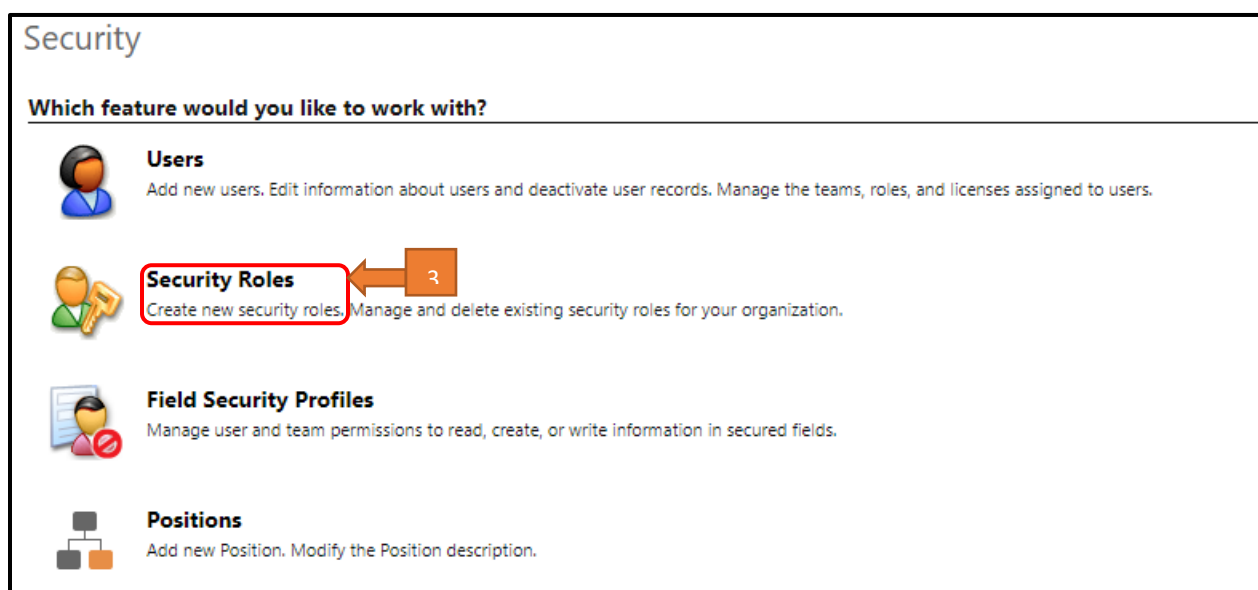 Security
Which feature would you like to work with?
Users
Add new users. Edit information about users and deactivate user records. Manage the teams, roles, and licenses assigned to users.
Security Roles
3
Create new security roles. Manage and delete existing security roles for your organization.
Field Security Profiles
Manage user and team permissions to read, create, or write information in secured fields.
Positions
Add new Position. Modify the Position description.